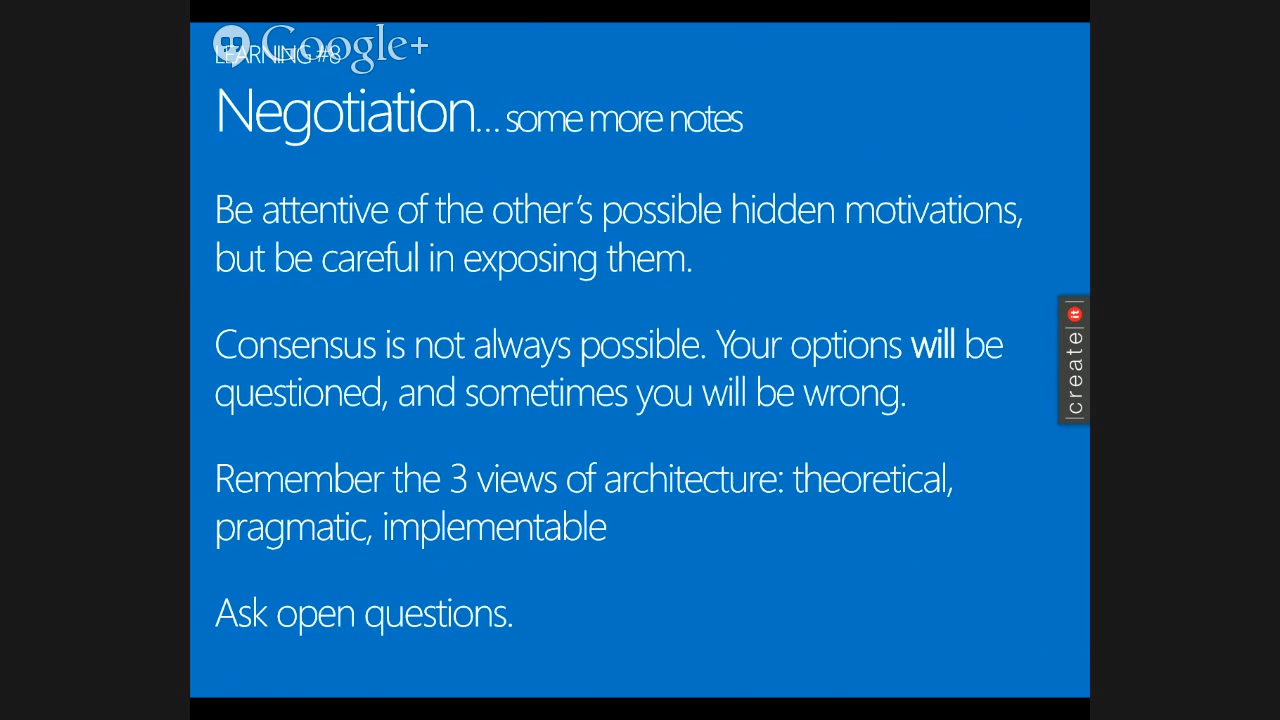 Google+
LEARNING #8
Negotiation... some more notes
Be attentive of the other's possible hidden motivations,
but be careful in exposing them.
Consensus is not always possible. Your options will be
questioned, and sometimes you will be wrong.
Remember the 3 views of architecture: theoretical,
pragmatic, implementable
Ask open questions.
|create|it|